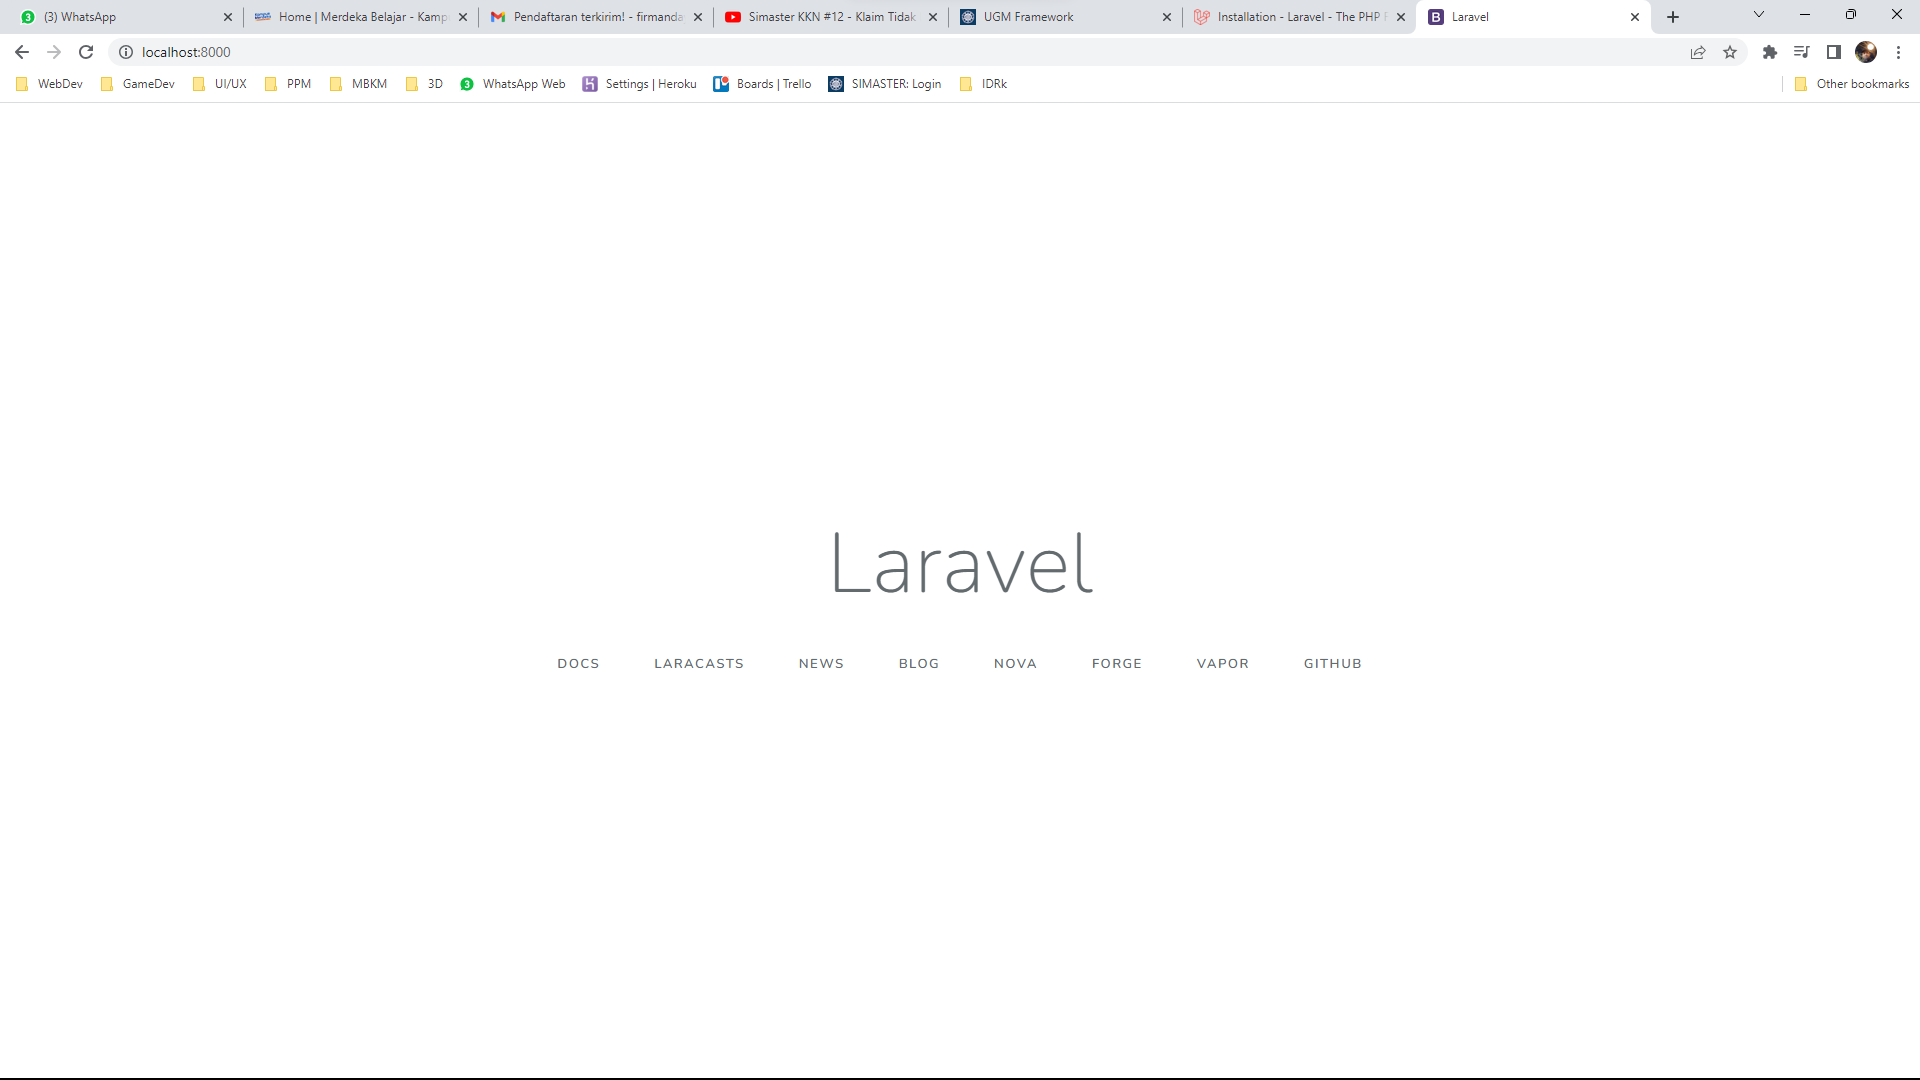 (3) WhatsApp
Home | Merdeka Belajar - Kamp
Pendaftaran terkirim! - firmanda
Simaster KKN #12 - Klaim Tidak
UGM Framework
Installation - Laravel - The PHP F
Laravel
localhost:8000
WebDev GameDev UI/UX PPM MBKM 3D WhatsApp Web Settings | Heroku Boards | Trello SIMASTER: Login IDRk Other bookmarks
Laravel
DOCS LARACASTS NEWS BLOG NOVA FORGE VAPOR GITHUB